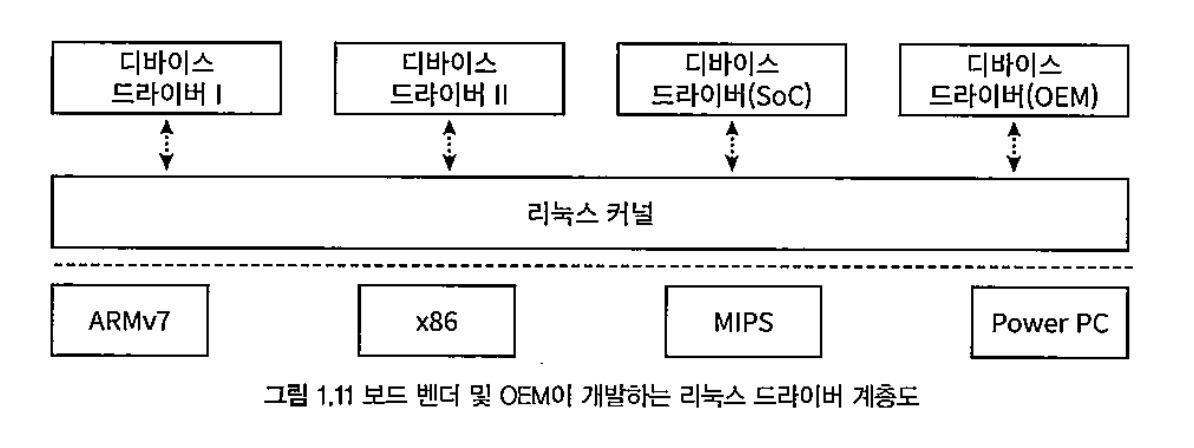 디바이스
드라이버 I
디바이스
드라이버 II
디바이스
드라이버(SoC)
디바이스
드라이버(OEM)
리눅스 커널
ARMv7
x86
MIPS
Power PC
그림 1.11 보드 벤더 및 OEM이 개발하는 리눅스 드라이버 계층도